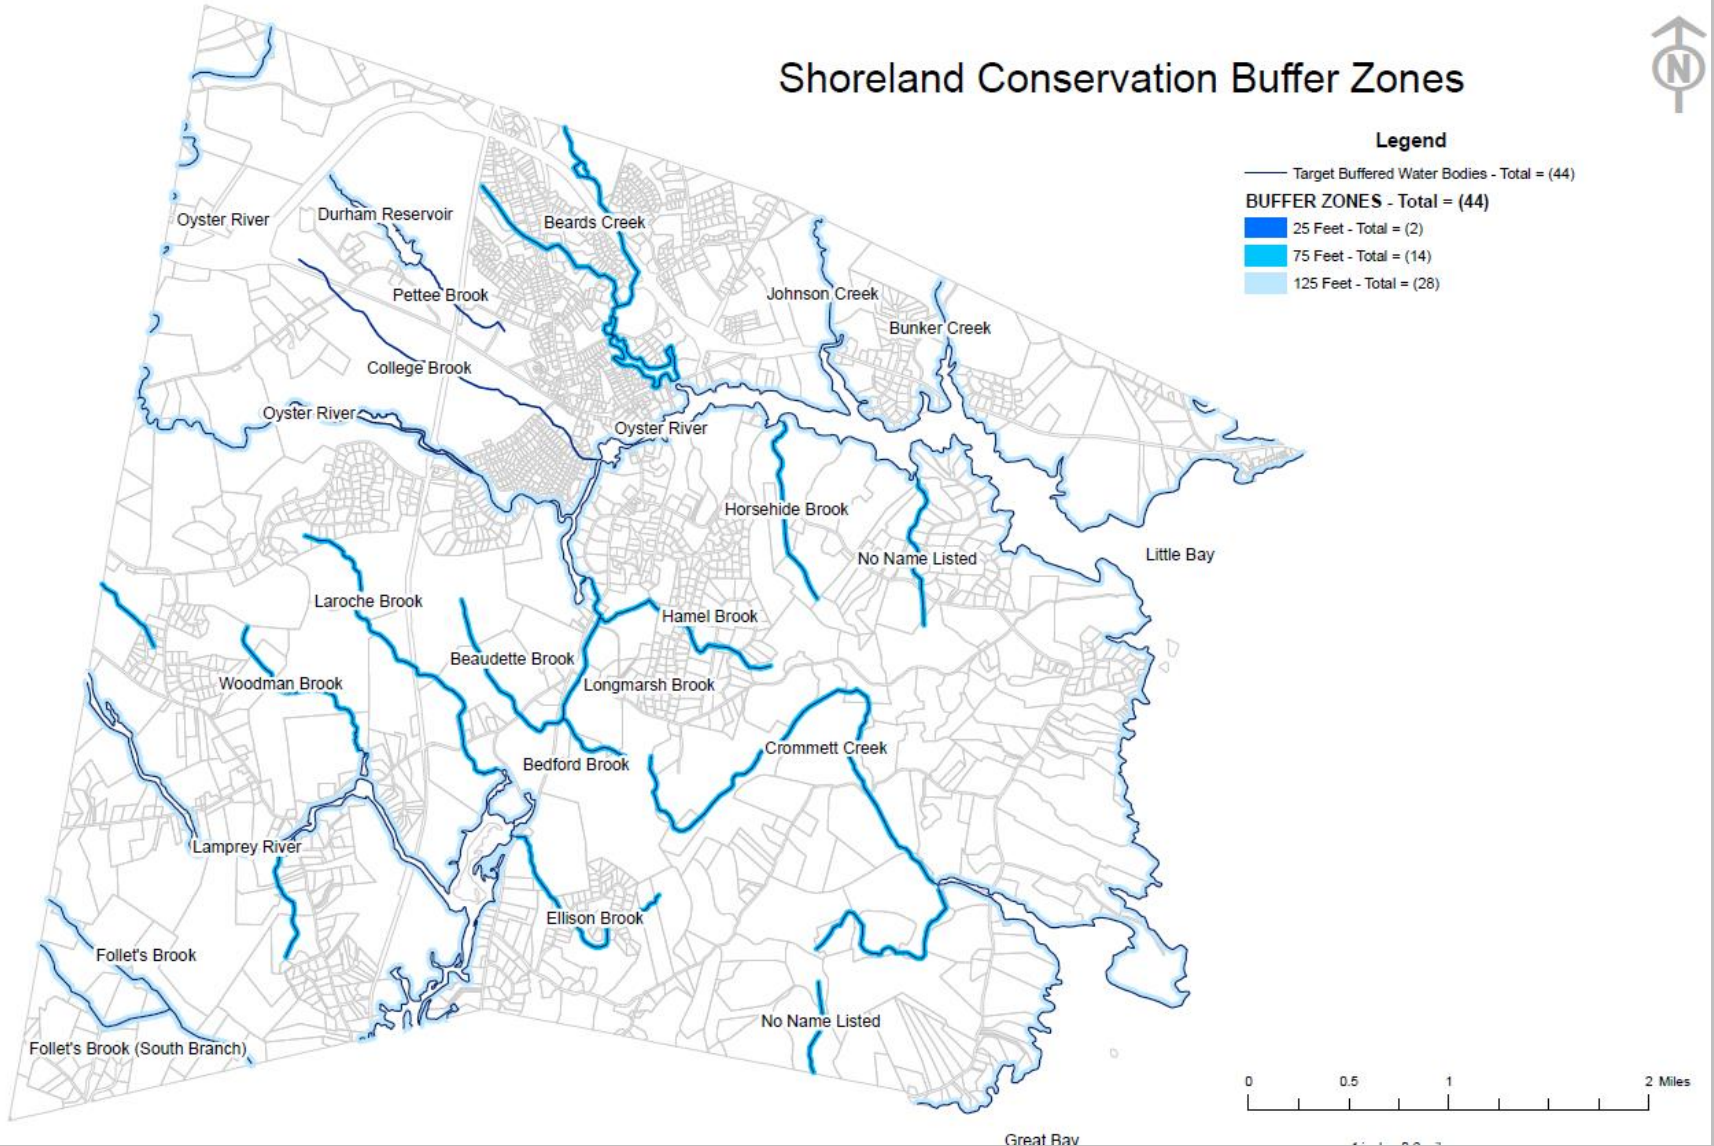 Shoreland Conservation Buffer Zones
N
Legend
Target Buffered Water Bodies - Total = (44)
BUFFER ZONES - Total = (44)
25 Feet - Total = (2)
75 Feet - Total = (14)
125 Feet - Total = (28)
Oyster River
Durham Reservoir
Beards Creek
Pettee Brook
Johnson Creek
Bunker Creek
College Brook
Oyster River
Oyster River
Horsehide Brook
No Name Listed
Little Bay
Laroche Brook
Hamel Brook
Beaudette Brook
Woodman Brook
Longmarsh Brook
Crommett Creek
Bedford Brook
Lamprey River
Ellison Brook
Follet's Brook
No Name Listed
Follet's Brook (South Branch)
0 0.5 1 2 Miles
Great Bay